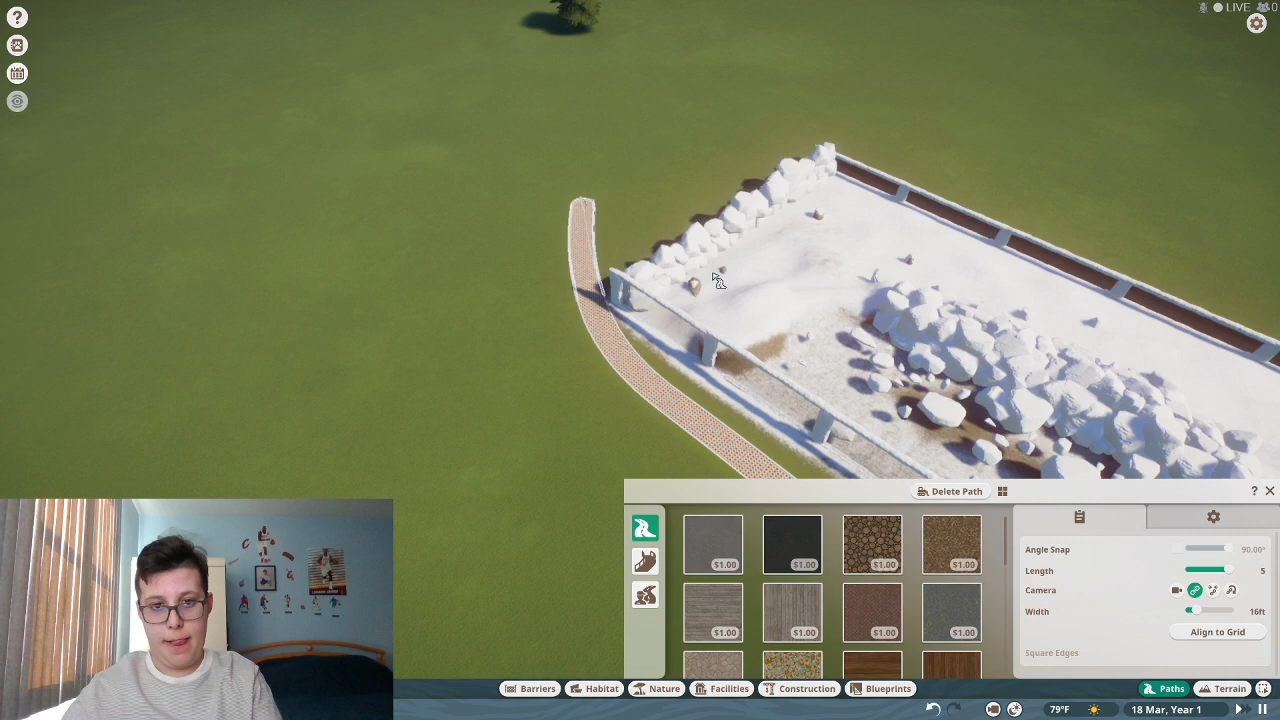 ?
LIVE 0
Delete Path
? ×
$1.00 $1.00 $1.00 $1.00
$1.00 $1.00 $1.00 $1.00
Angle Snap 90.00°
Length 5
Camera
Width 16ft
Align to Grid
Square Edges
Barriers Habitat Nature Facilities Construction Blueprints Paths Terrain
79°F 18 Mar, Year 1